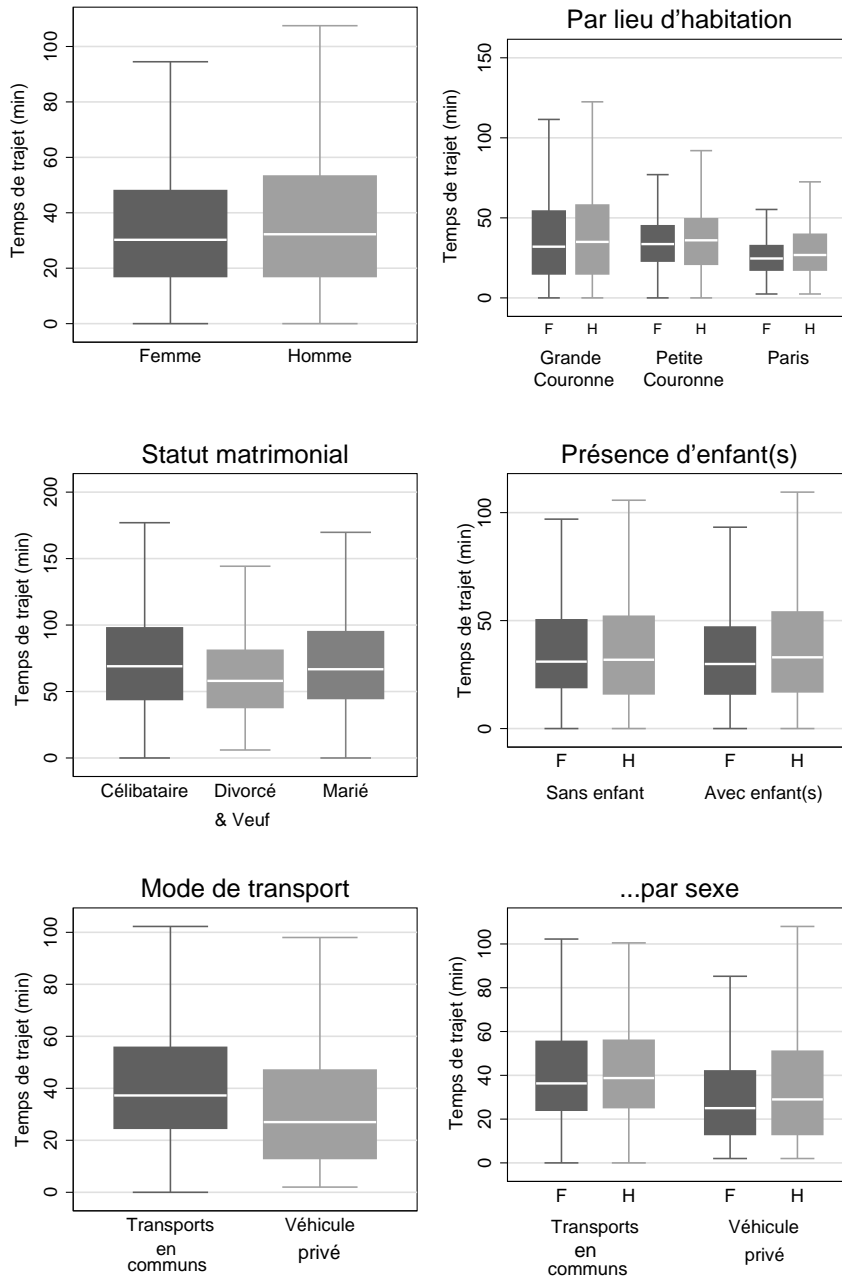 Temps de trajet (min)
0 20 40 60 80 100
Femme Homme
Par lieu d'habitation
Temps de trajet (min)
0 50 100 150
F H F H F H
Grande Petite Paris
Couronne Couronne
Statut matrimonial
Temps de trajet (min)
0 50 100 150 200
Célibataire Divorcé Marié
& Veuf
Présence d'enfant(s)
Temps de trajet (min)
0 50 100
F H F H
Sans enfant Avec enfant(s)
Mode de transport
Temps de trajet (min)
0 20 40 60 80 100
Transports Véhicule
en privé
communs
...par sexe
Temps de trajet (min)
0 20 40 60 80 100
F H F H
Transports Véhicule
en privé
communs